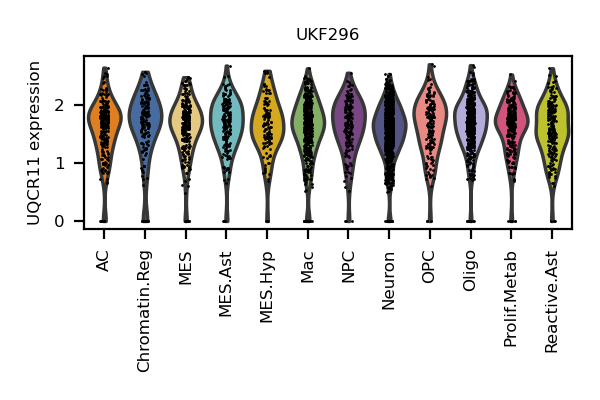 UKF296
UQCR11 expression
2
1
0
AC
Chromatin.Reg
MES
MES.Ast
MES.Hyp
Mac
NPC
Neuron
OPC
Oligo
Prolif.Metab
Reactive.Ast